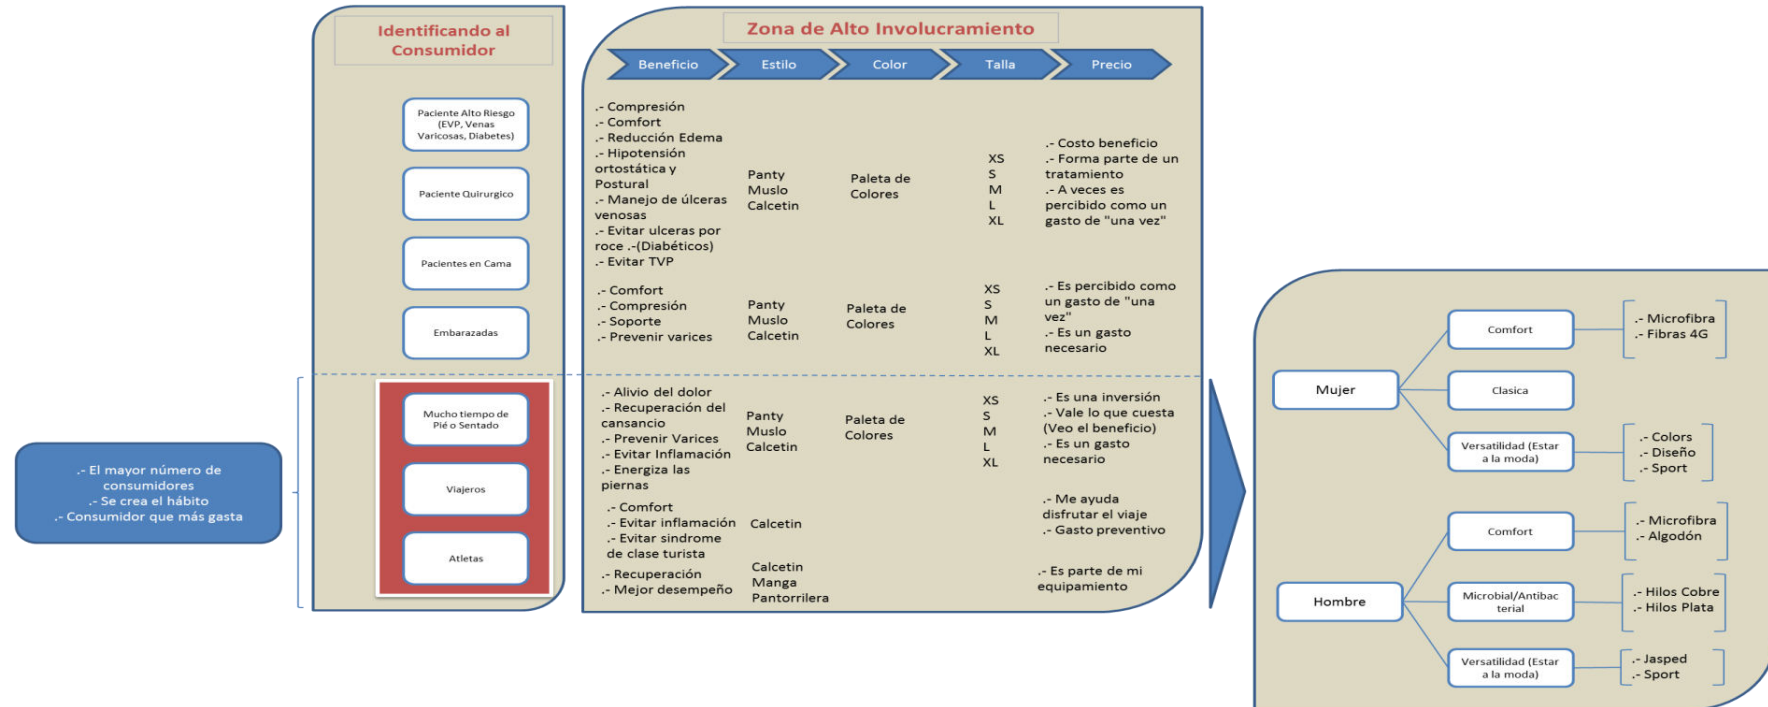 Identificando al
Consumidor
Paciente Alto Riesgo
(EVP, Venas
Varicosas, Diabetes)
Paciente Quirurgico
Pacientes en Cama
Embarazadas
Mucho tiempo de
Pié o Sentado
Viajeros
Atletas
.- El mayor número de
consumidores
.- Se crea el hábito
.- Consumidor que más gasta
Zona de Alto Involucramiento
Beneficio
Estilo
Color
Talla
Precio
.- Compresión
.- Comfort
.- Reducción Edema
.- Hipotensión
ortostática y
Postural
.- Manejo de úlceras
venosas
.- Evitar ulceras por
roce .-(Diabéticos)
.- Evitar TVP
Panty
Muslo
Calcetin
Paleta de
Colores
XS
S
M
L
XL
.- Costo beneficio
.- Forma parte de un
tratamiento
.- A veces es
percibido como un
gasto de "una vez"
.- Comfort
.- Compresión
.- Soporte
.- Prevenir varices
Panty
Muslo
Calcetin
Paleta de
Colores
XS
S
M
L
XL
.- Es percibido como
un gasto de "una
vez"
.- Es un gasto
necesario
.- Alivio del dolor
.- Recuperación del
cansancio
.- Prevenir Varices
.- Evitar Inflamación
.- Energiza las
piernas
Panty
Muslo
Calcetin
Paleta de
Colores
XS
S
M
L
XL
.- Es una inversión
.- Vale lo que cuesta
(Veo el beneficio)
.- Es un gasto
necesario
.- Comfort
.- Evitar inflamación
.- Evitar sindrome
de clase turista
Calcetin
.- Me ayuda
disfrutar el viaje
.- Gasto preventivo
.- Recuperación
.- Mejor desempeño
Calcetin
Manga
Pantorrilera
.- Es parte de mi
equipamiento
Mujer
Comfort
.- Microfibra
.- Fibras 4G
Clasica
Versatilidad (Estar
a la moda)
.- Colors
.- Diseño
.- Sport
Hombre
Comfort
.- Microfibra
.- Algodón
Microbial/Antibac
terial
.- Hilos Cobre
.- Hilos Plata
Versatilidad (Estar
a la moda)
.- Jasped
.- Sport